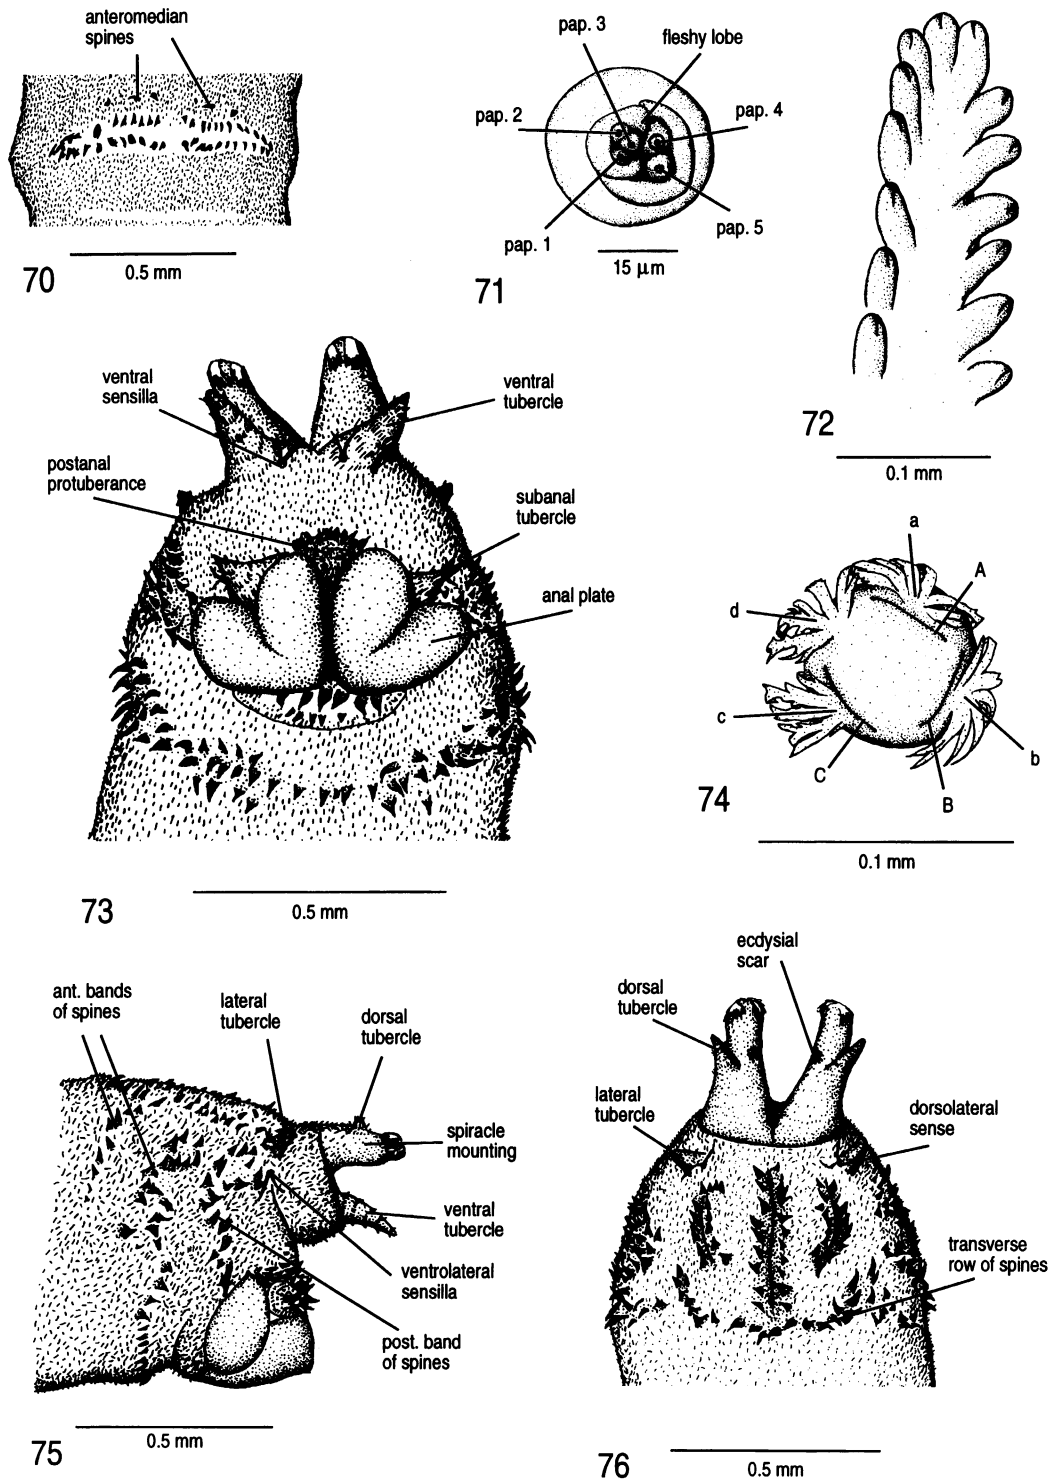 anteromedian
spines
0.5 mm
70
pap. 3
fleshy lobe
pap. 2
pap. 4
pap. 1
pap. 5
15 µm
71
72
0.1 mm
ventral
sensilla
ventral
tubercle
postanal
protuberance
subanal
tubercle
anal plate
73
0.5 mm
a
A
d
c
C
B
b
74
0.1 mm
ant. bands
of spines
lateral
tubercle
dorsal
tubercle
spiracle
mounting
ventral
tubercle
ventrolateral
sensilla
post. band
of spines
75
0.5 mm
ecdysial
scar
dorsal
tubercle
lateral
tubercle
dorsolateral
sense
transverse
row of spines
76
0.5 mm